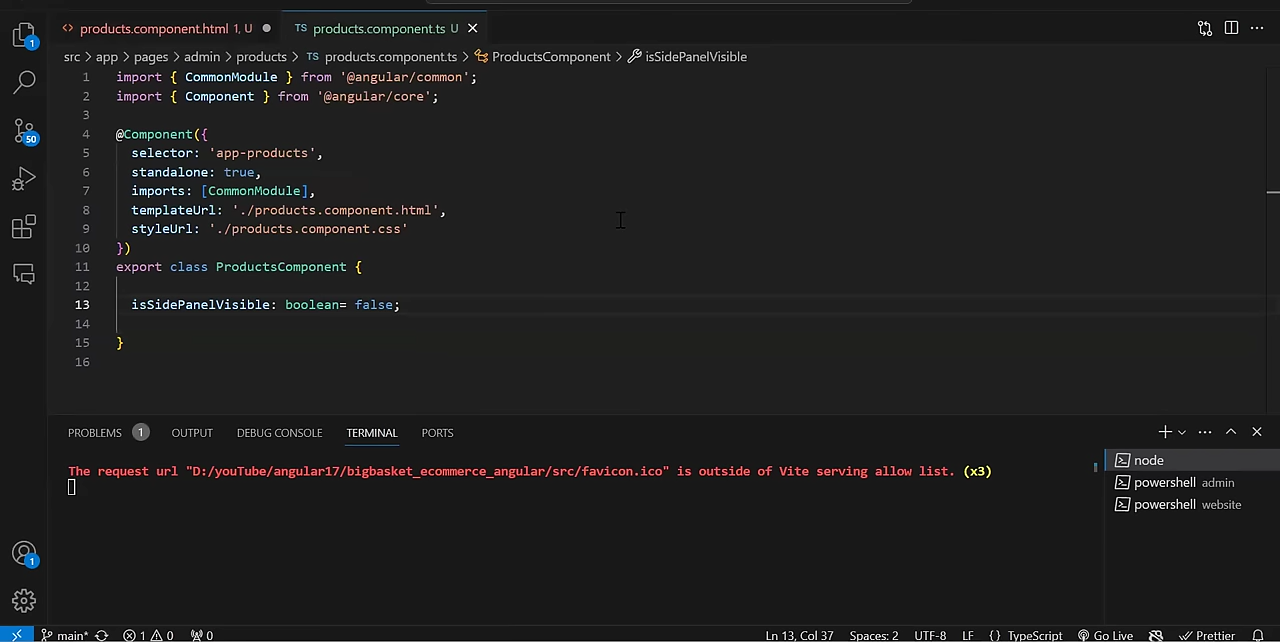 products.component.html 1, U
TS products.component.ts U
src > app > pages > admin > products > TS products.component.ts > ProductsComponent > isSidePanelVisible
1 import { CommonModule } from '@angular/common';
2 import { Component } from '@angular/core';
3
4 @Component({
5 selector: 'app-products',
6 standalone: true,
7 imports: [CommonModule],
8 templateUrl: './products.component.html',
9 styleUrl: './products.component.css'
10 })
11 export class ProductsComponent {
12
13 isSidePanelVisible: boolean= false;
14
15 }
16
1
50
1
PROBLEMS 1 OUTPUT DEBUG CONSOLE TERMINAL PORTS
The request url "D:/youTube/angular17/bigbasket_ecommerce_angular/src/favicon.ico" is outside of Vite serving allow list. (x3)
node
powershell admin
powershell website
main* 1 0 0 Ln 13, Col 37 Spaces: 2 UTF-8 LF {} TypeScript Go Live Prettier